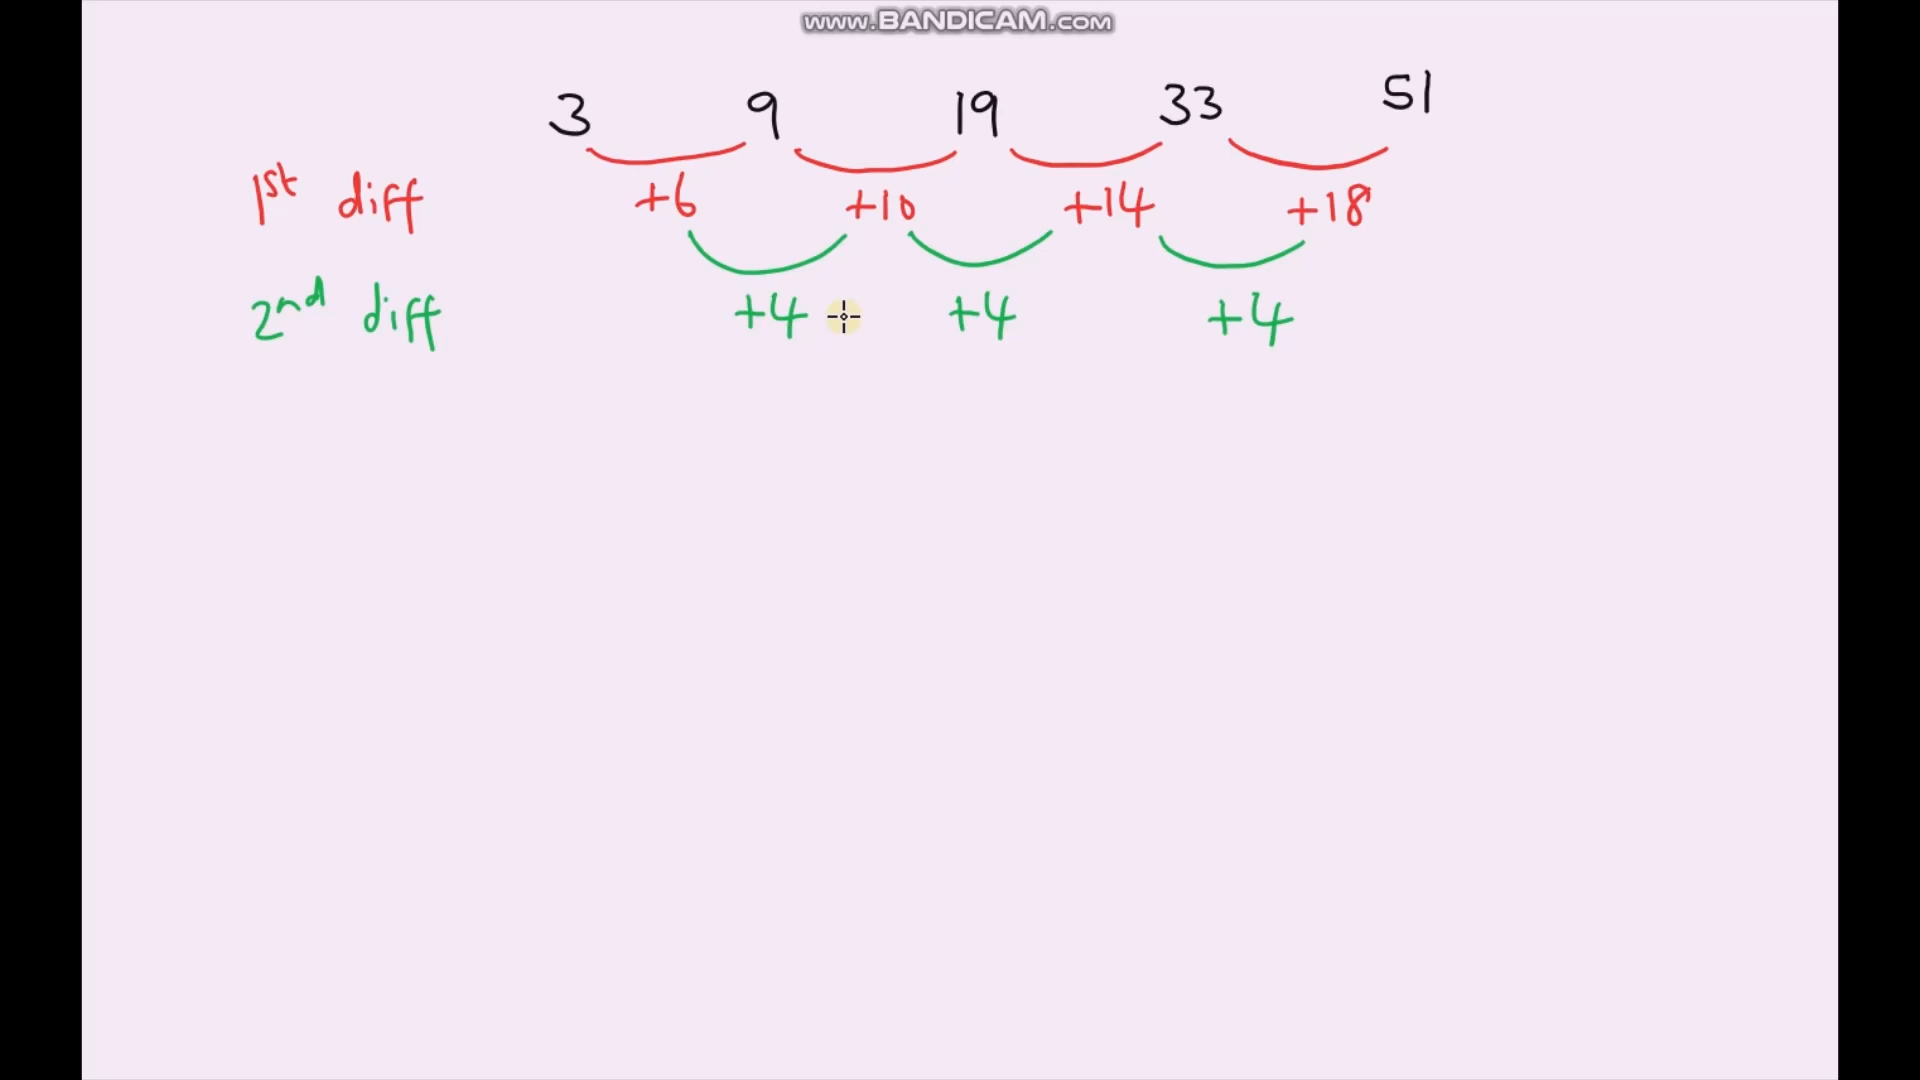 www.BANDICAM.com
3 9 19 33 51
1st diff +6 +10 +14 +18
2nd diff +4 +4 +4